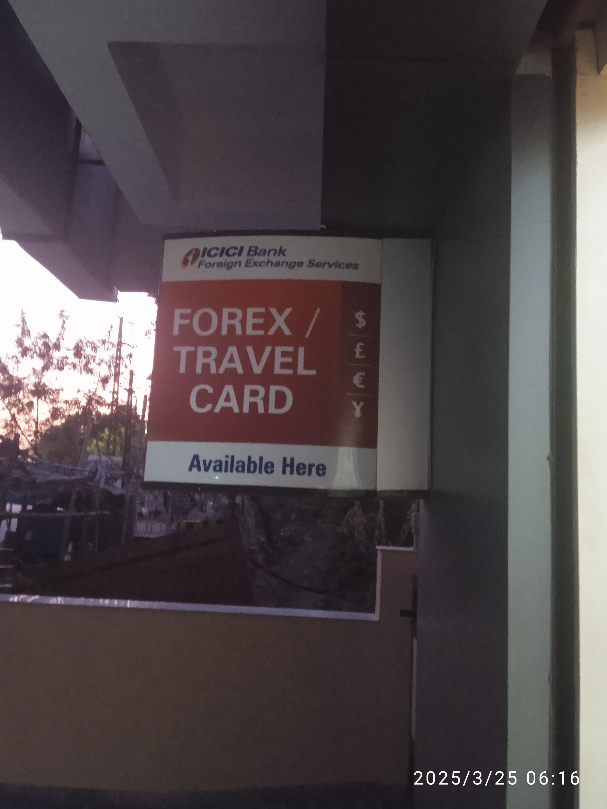 ICICI Bank
Foreign Exchange Services
FOREX /
TRAVEL
CARD
$
£
€
¥
Available Here
2025/3/25 06:16